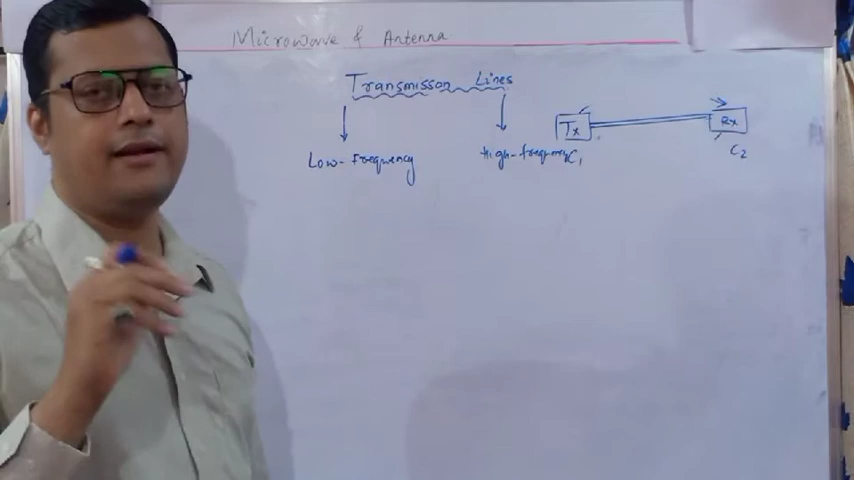 Microwave & Antenna
Transmisson Lines
Tx
Rx
Low-Frequency
High-frequency
C1
C2